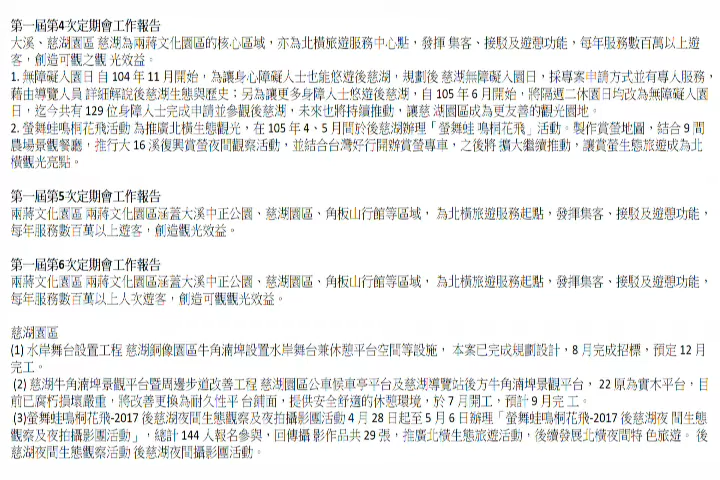 第一屆第4次定期會工作報告
大溪、慈湖園區 慈湖為兩蔣文化園區的核心區域，亦為北橫旅遊服務中心點，發揮 集客、接駁及遊憩功能，每年服務數百萬以上遊
客，創造可觀之觀 光效益。
1. 無障礙人園日 自 104 年 11 月開始，為讓身心障礙人士也能悠遊後慈湖，規劃後 慈湖無障礙人園日，採專案申請方式並有專人服務，
藉由導覽人員 詳細解說後慈湖生態與歷史；另為讓更多身障人士悠遊後慈湖，自 105 年 6 月開始，將隔週二休園日均改為無障礙人園
日，迄今共有 129 位身障人士完成申請並參觀後慈湖，未來也將持續推動，讓慈 湖園區成為更友善的觀光園地。
2. 螢舞蛙鳴桐花飛活動 為推廣北橫生態觀光，在 105 年 4、5 月間於後慈湖辦理「螢舞蛙 鳴桐花飛」活動。製作賞螢地圖，結合 9 間
農場景觀餐廳，推行大 16 溪復興賞螢夜間觀察活動，並結合台灣好行開辦賞螢專車，之後將 擴大繼續推動，讓賞螢生態旅遊成為北
橫觀光亮點。
第一屆第5次定期會工作報告
兩蔣文化園區 兩蔣文化園區涵蓋大溪中正公園、慈湖園區、角板山行館等區域， 為北橫旅遊服務起點，發揮集客、接駁及遊憩功能，
每年服務數百萬以上遊客，創造觀光效益。
第一屆第6次定期會工作報告
兩蔣文化園區 兩蔣文化園區涵蓋大溪中正公園、慈湖園區、角板山行館等區域， 為北橫旅遊服務起點，發揮集客、接駁及遊憩功能，
每年服務數百萬以上人次遊客，創造可觀觀光效益。
慈湖園區
(1) 水岸舞台設置工程 慈湖銅像園區牛角湳埤設置水岸舞台兼休憩平台空間等設施， 本案已完成規劃設計，8 月完成招標，預定 12 月
完工。
(2) 慈湖牛角湳埤景觀平台暨周邊步道改善工程 慈湖園區公車候車亭平台及慈湖導覽站後方牛角湳埤景觀平台， 22 原為實木平台，目
前已腐朽損壞嚴重，將改善更換為耐久性平 台鋪面，提供安全舒適的休憩環境，於 7 月開工，預計 9 月完 工。
(3)螢舞蛙鳴桐花飛-2017 後慈湖夜間生態觀察及夜拍攝影團活動 4 月 28 日起至 5 月 6 日辦理「螢舞蛙鳴桐花飛-2017 後慈湖夜 間生態
觀察及夜拍攝影團活動」，總計 144 人報名參與，回傳攝 影作品共 29 張，推廣北橫生態旅遊活動，後續發展北橫夜間特 色旅遊。 後
慈湖夜間生態觀察活動 後慈湖夜間攝影團活動。